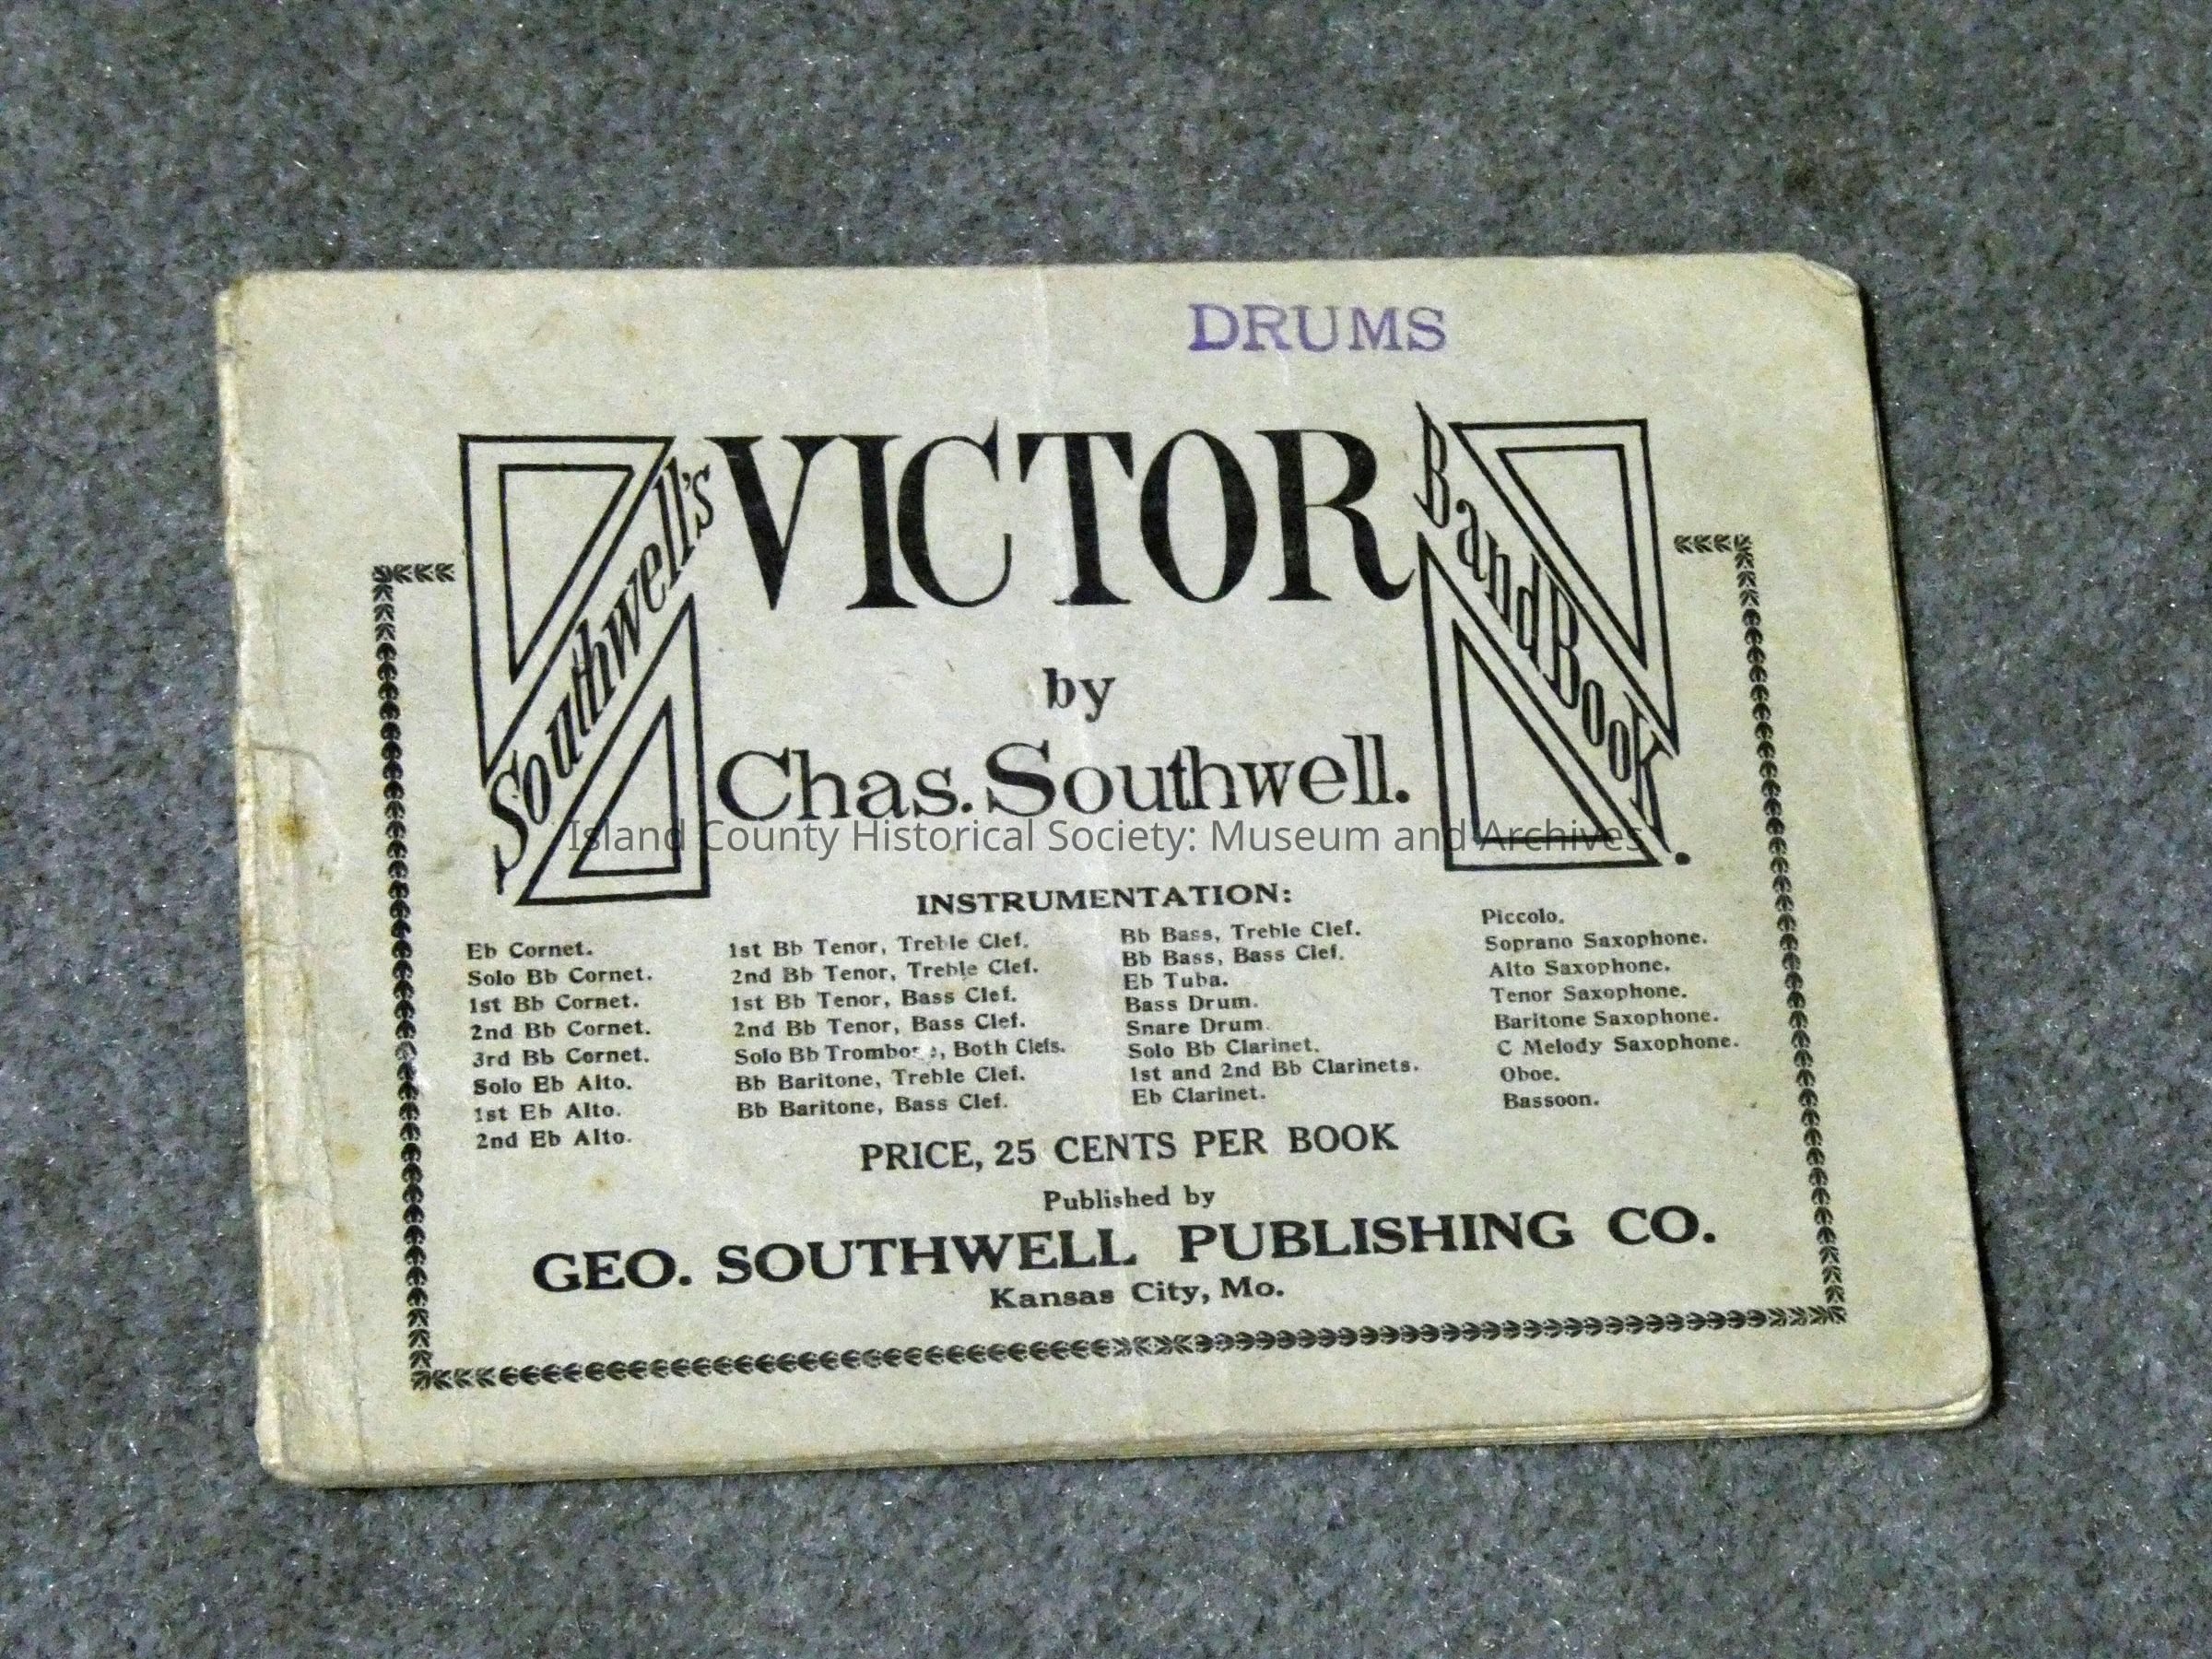 DRUMS
Southwell's VICTOR Band Book.
by
Chas. Southwell.
Island County Historical Society: Museum and Archives
INSTRUMENTATION:
Eb Cornet.
Solo Bb Cornet.
1st Bb Cornet.
2nd Bb Cornet.
3rd Bb Cornet.
Solo Eb Alto.
1st Eb Alto.
2nd Eb Alto.
1st Bb Tenor, Treble Clef.
2nd Bb Tenor, Treble Clef.
1st Bb Tenor, Bass Clef.
2nd Bb Tenor, Bass Clef.
Solo Bb Trombone, Both Clefs.
Bb Baritone, Treble Clef.
Bb Baritone, Bass Clef.
Bb Bass, Treble Clef.
Bb Bass, Bass Clef.
Eb Tuba.
Bass Drum.
Snare Drum.
Solo Bb Clarinet.
1st and 2nd Bb Clarinets.
Eb Clarinet.
Piccolo.
Soprano Saxophone.
Alto Saxophone.
Tenor Saxophone.
Baritone Saxophone.
C Melody Saxophone.
Oboe.
Bassoon.
PRICE, 25 CENTS PER BOOK
Published by
GEO. SOUTHWELL PUBLISHING CO.
Kansas City, Mo.